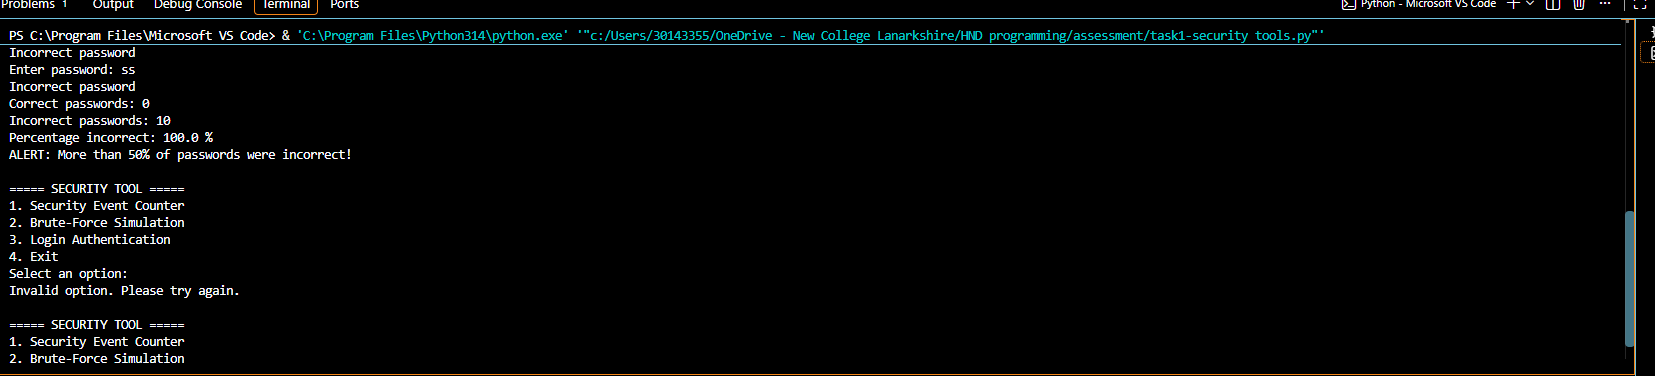 Problems 1 Output Debug Console Terminal Ports Python - Microsoft VS Code
PS C:\Program Files\Microsoft VS Code> & 'C:\Program Files\Python314\python.exe' '"c:/Users/30143355/OneDrive - New College Lanarkshire/HND programming/assessment/task1-security tools.py"'
Incorrect password
Enter password: ss
Incorrect password
Correct passwords: 0
Incorrect passwords: 10
Percentage incorrect: 100.0 %
ALERT: More than 50% of passwords were incorrect!
===== SECURITY TOOL =====
1. Security Event Counter
2. Brute-Force Simulation
3. Login Authentication
4. Exit
Select an option:
Invalid option. Please try again.
===== SECURITY TOOL =====
1. Security Event Counter
2. Brute-Force Simulation